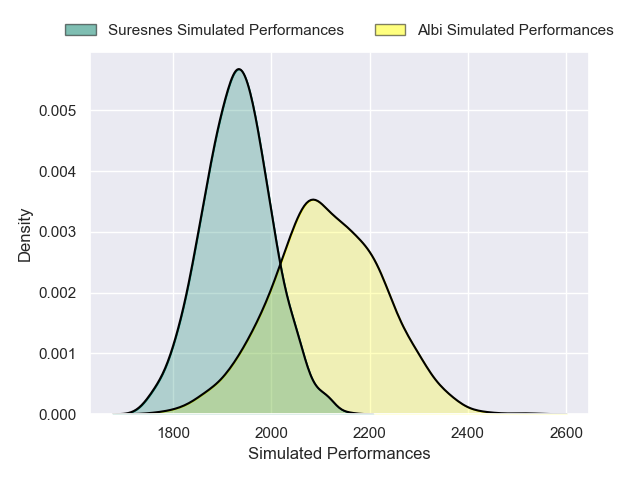 Suresnes Simulated Performances Albi Simulated Performances
0.005
0.004
0.003
0.002
0.001
0.000
Density
1800 2000 2200 2400 2600
Simulated Performances